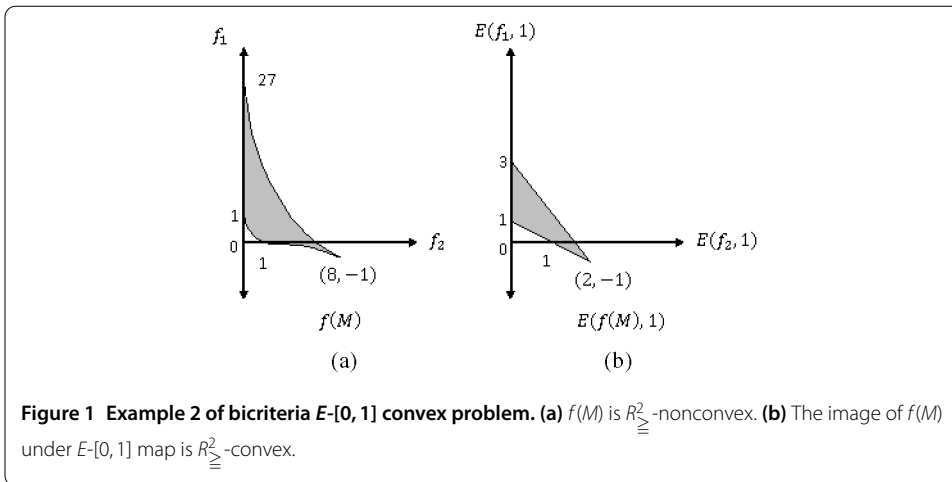 f₁
27
1
0
1
f₂
(8, −1)
f(M)
(a)
E(f₁, 1)
3
1
0
1
E(f₂, 1)
(2, −1)
E(f(M), 1)
(b)
Figure 1 Example 2 of bicriteria E-[0, 1] convex problem. (a) f(M) is R²≧-nonconvex. (b) The image of f(M)
under E-[0, 1] map is R²≧-convex.